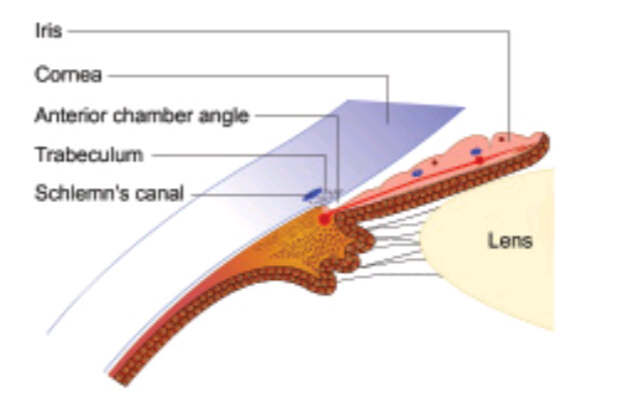 Iris
Cornea
Anterior chamber angle
Trabeculum
Schlemn's canal
Lens